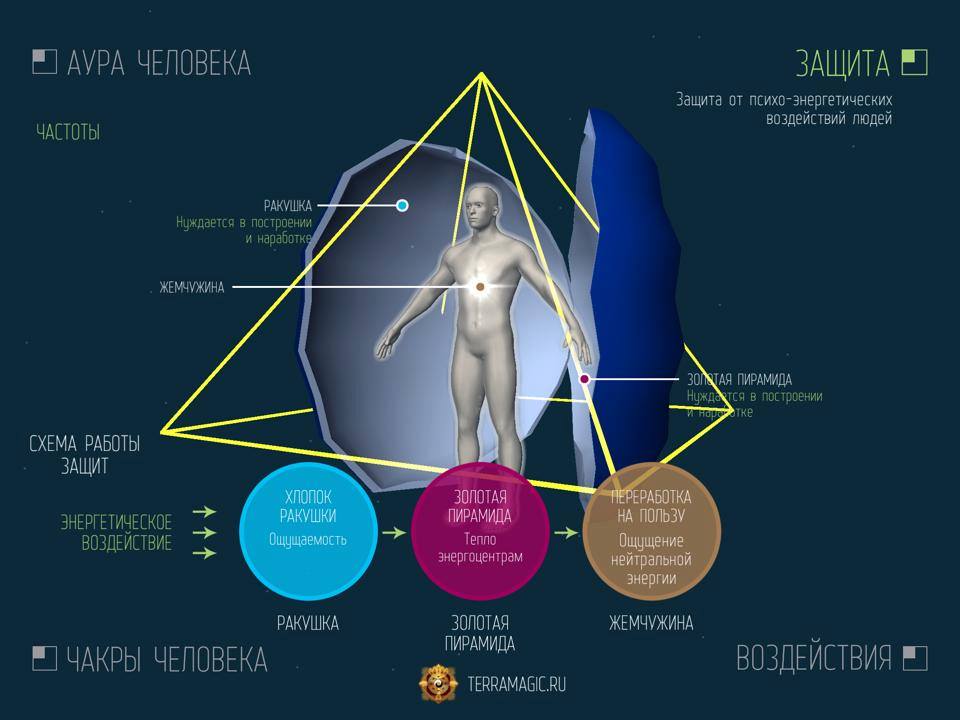 АУРА ЧЕЛОВЕКА
ЗАЩИТА
Защита от психо-энергетических
воздействий людей
ЧАСТОТЫ
РАКУШКА
Нуждается в построении
и наработке
ЖЕМЧУЖИНА
ЗОЛОТАЯ ПИРАМИДА
Нуждается в построении
и наработке
СХЕМА РАБОТЫ
ЗАЩИТ
ЭНЕРГЕТИЧЕСКОЕ
ВОЗДЕЙСТВИЕ
ХЛОПОК
РАКУШКИ
Ощущаемость
ЗОЛОТАЯ
ПИРАМИДА
Тепло
энергоцентрам
ПЕРЕРАБОТКА
НА ПОЛЬЗУ
Ощущение
нейтральной
энергии
РАКУШКА
ЗОЛОТАЯ
ПИРАМИДА
ЖЕМЧУЖИНА
ЧАКРЫ ЧЕЛОВЕКА
ВОЗДЕЙСТВИЯ
TERRAMAGIC.RU